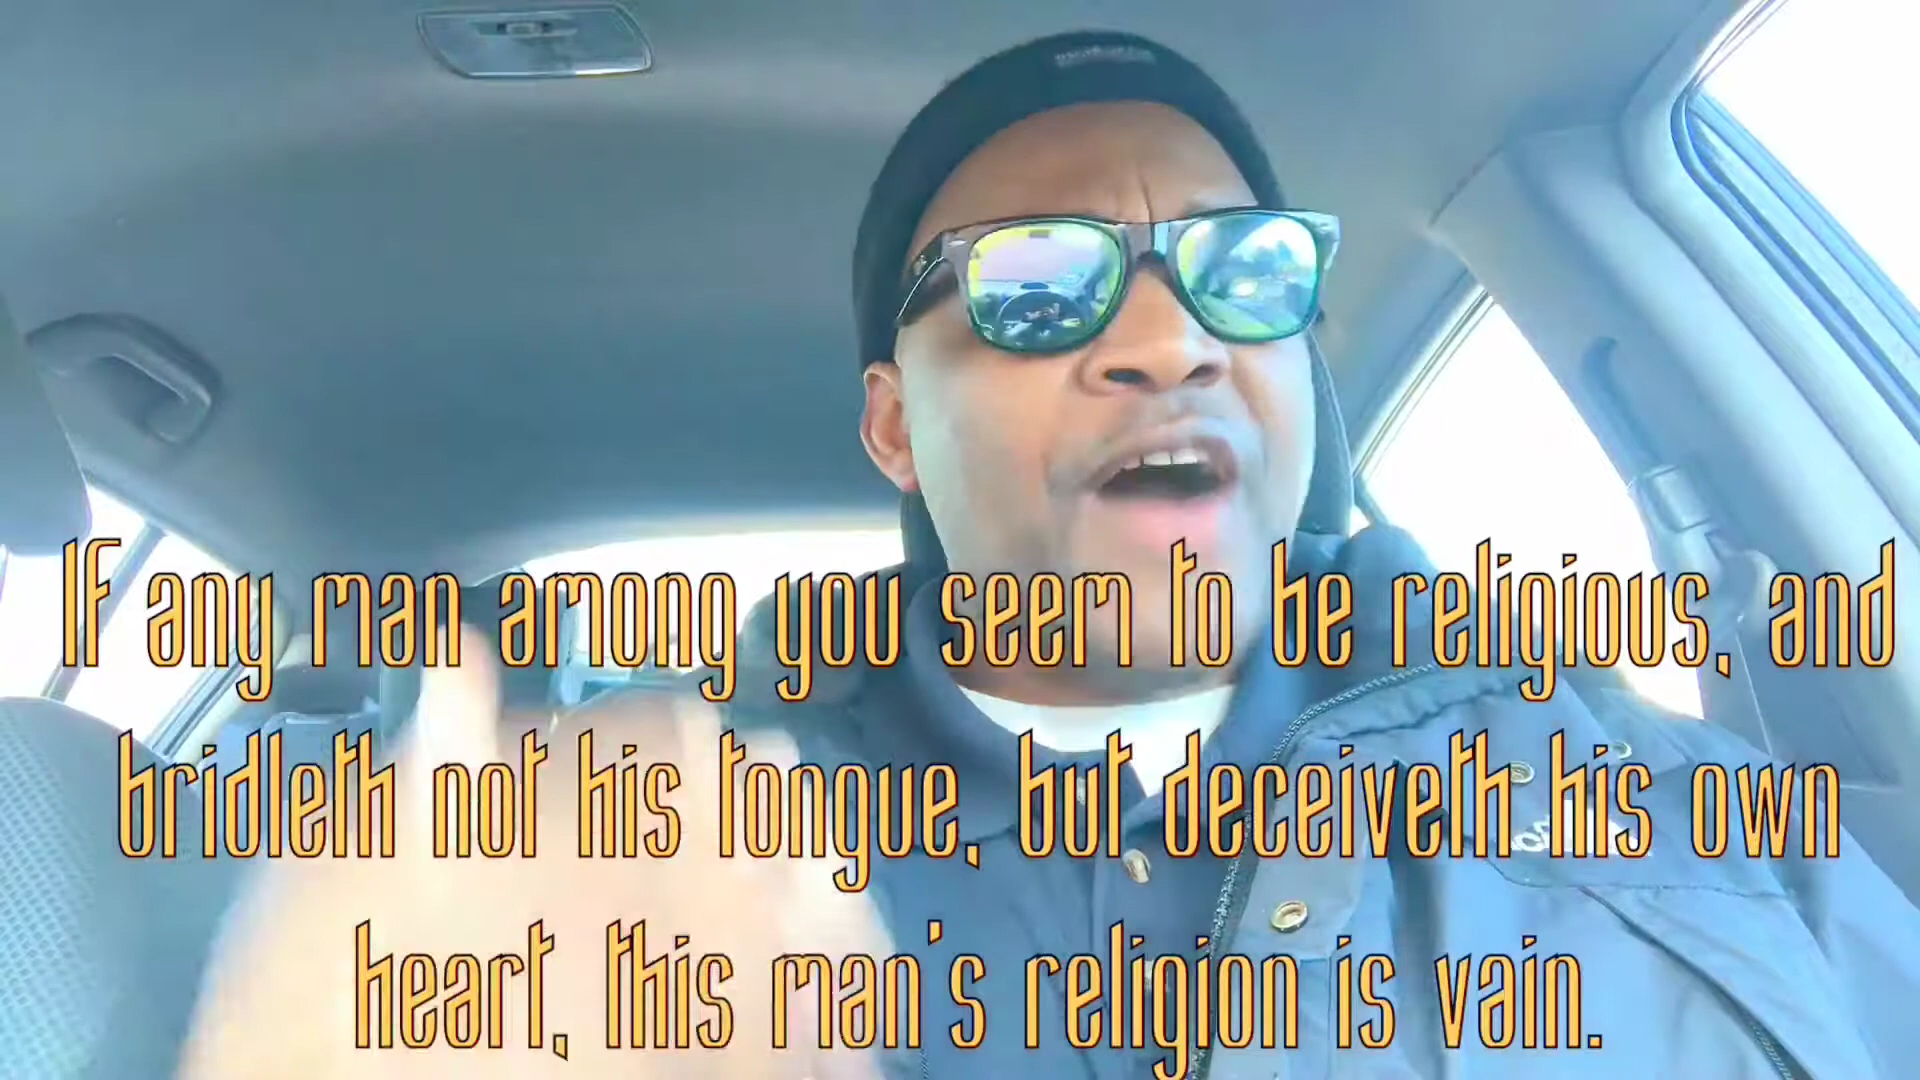 If any man among you seem to be religious, and
bridleth not his tongue, but deceiveth his own
heart, this man's religion is vain.